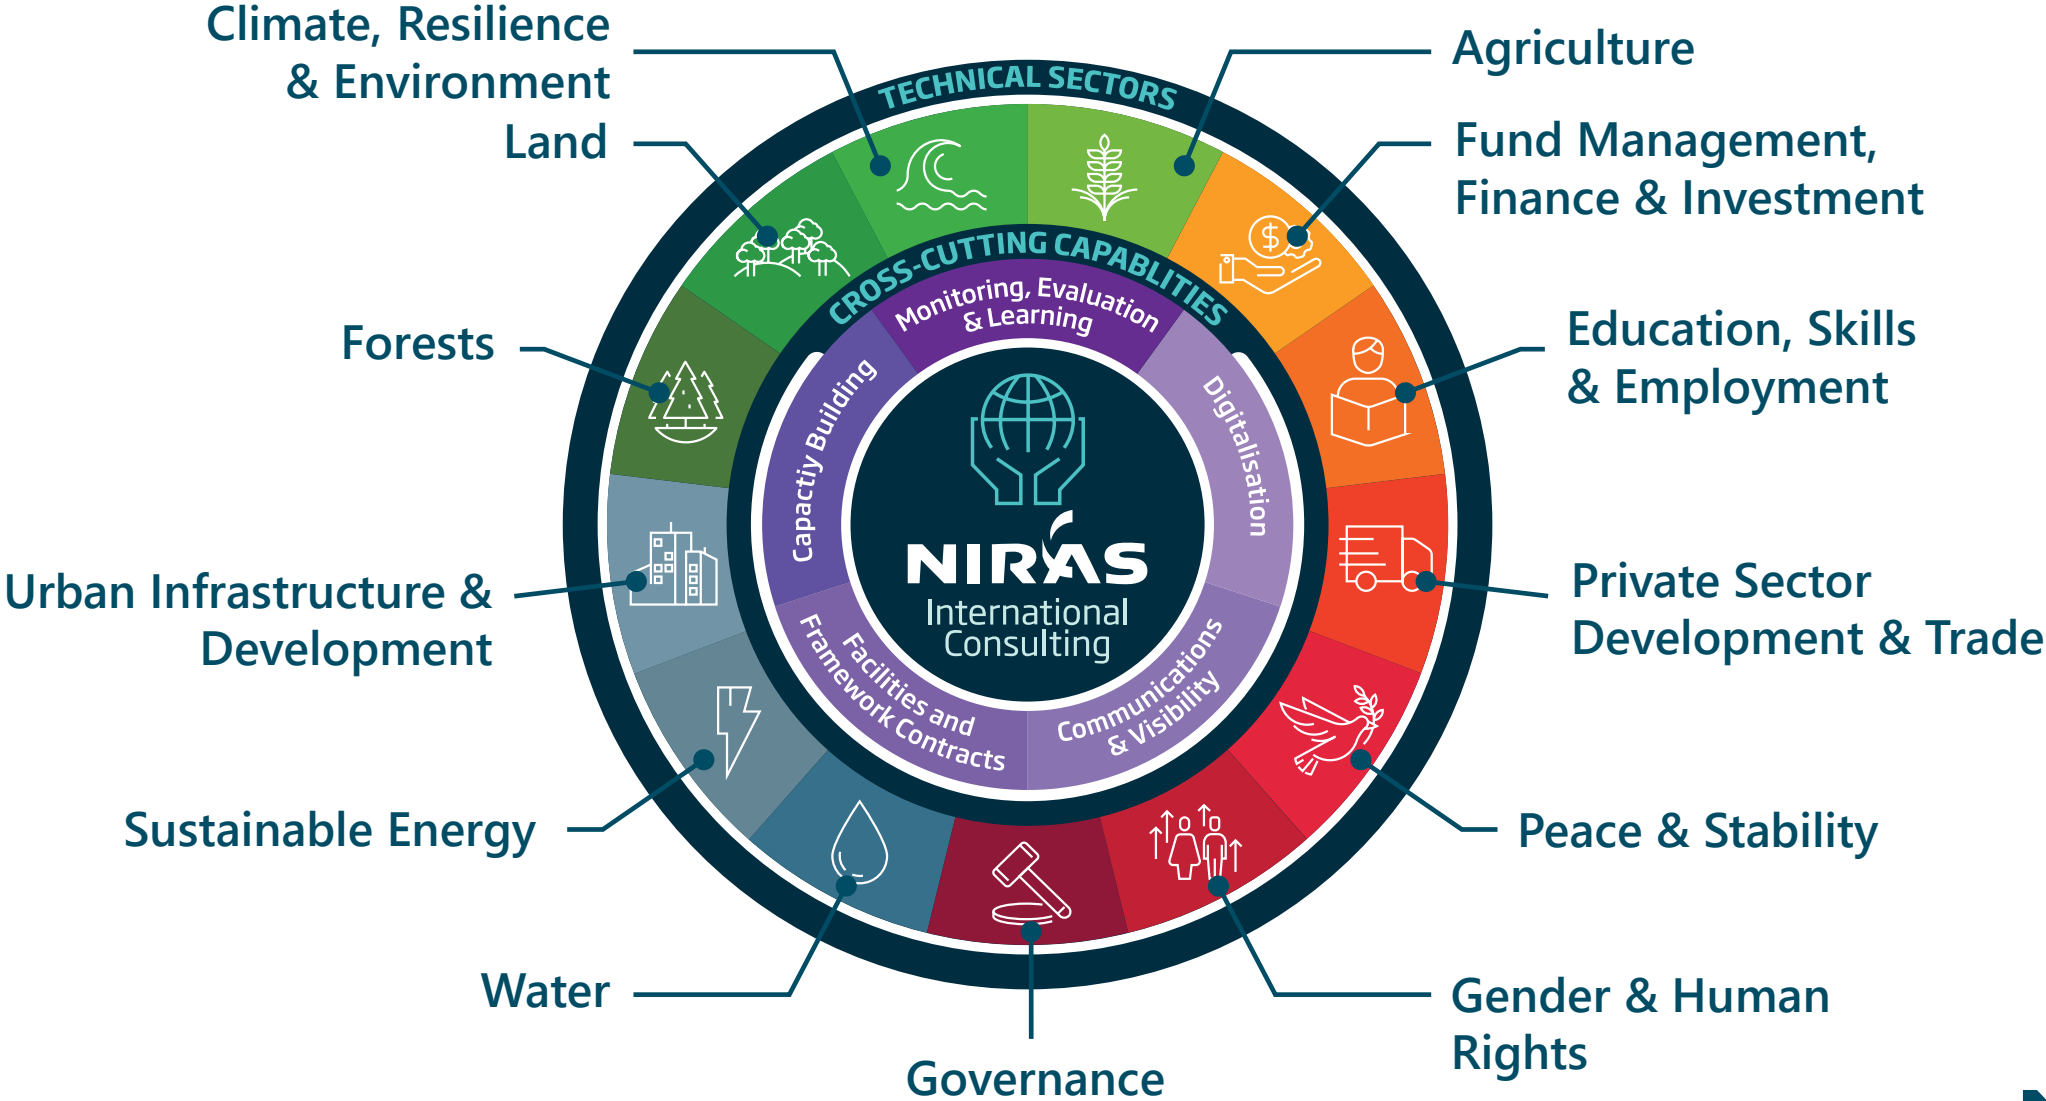 Climate, Resilience
& Environment
Land
Forests
Urban Infrastructure &
Development
Sustainable Energy
Water
Governance
Agriculture
Fund Management,
Finance & Investment
Education, Skills
& Employment
Private Sector
Development & Trade
Peace & Stability
Gender & Human
Rights
TECHNICAL SECTORS
CROSS-CUTTING CAPABLITIES
Monitoring, Evaluation
& Learning
Digitalisation
Communications
& Visibility
Facilities and
Framework Contracts
Capactiy Building
$
NIRAS
International
Consulting